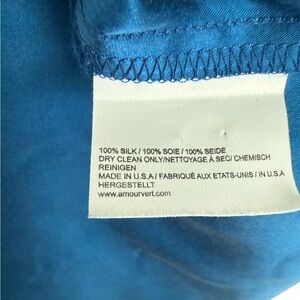 100% SILK / 100% SOIE / 100% SEIDE
DRY CLEAN ONLY/NETTOYAGE À SEC/ CHEMISCH
REINIGEN
MADE IN U.S.A / FABRIQUÉ AUX ETATS-UNIS / IN U.S.A
HERGESTELLT
www.amourvert.com